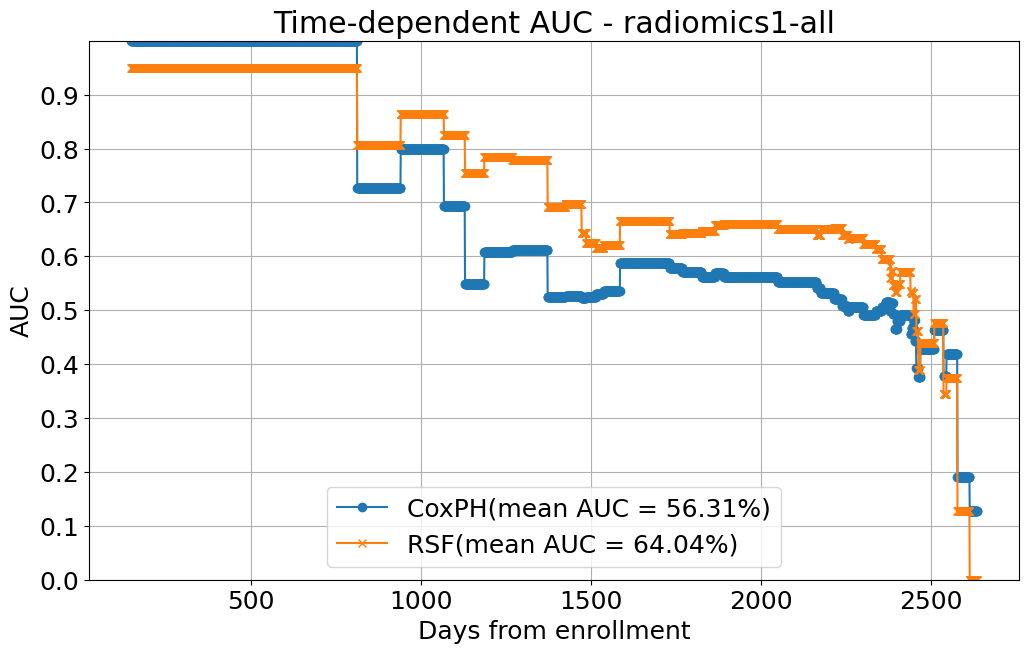 Time-dependent AUC - radiomics1-all
AUC
0.9
0.8
0.7
0.6
0.5
0.4
0.3
0.2
0.1
0.0
CoxPH(mean AUC = 56.31%)
RSF(mean AUC = 64.04%)
500 1000 1500 2000 2500
Days from enrollment